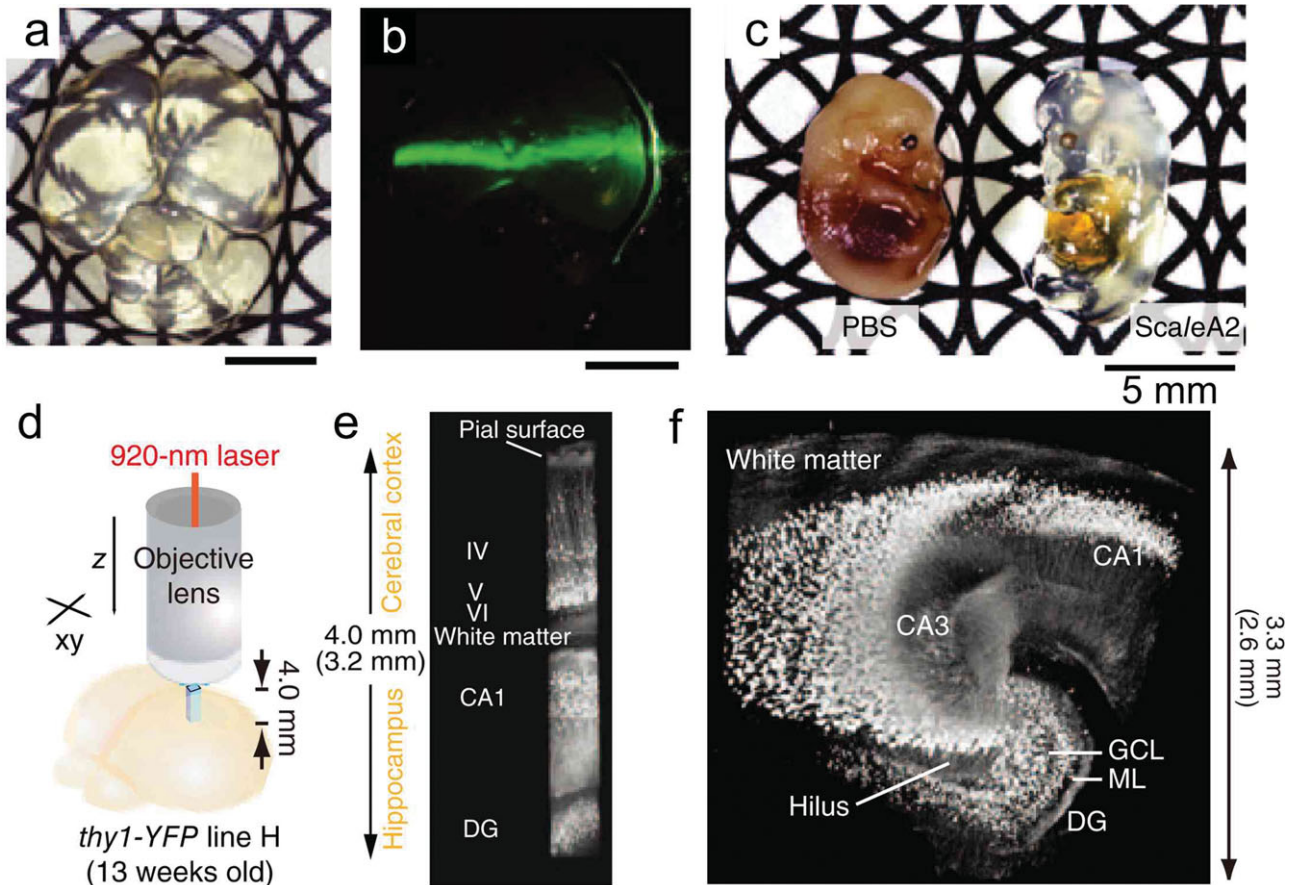 a
b
c
PBS
ScaleA2
5 mm
d
920-nm laser
z
Objective
lens
xy
4.0 mm
thy1-YFP line H
(13 weeks old)
e
Cerebral cortex
4.0 mm
(3.2 mm)
Hippocampus
Pial surface
IV
V
VI
White matter
CA1
DG
f
White matter
CA1
CA3
GCL
ML
Hilus
DG
3.3 mm
(2.6 mm)